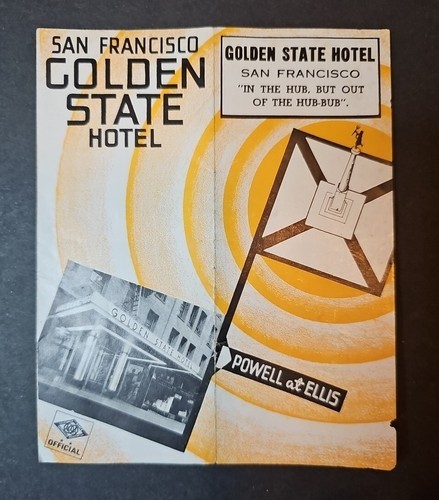 SAN FRANCISCO
GOLDEN
STATE
HOTEL
GOLDEN STATE HOTEL
SAN FRANCISCO
"IN THE HUB, BUT OUT
OF THE HUB-BUB".
GOLDEN STATE HOTEL
POWELL at ELLIS
OFFICIAL